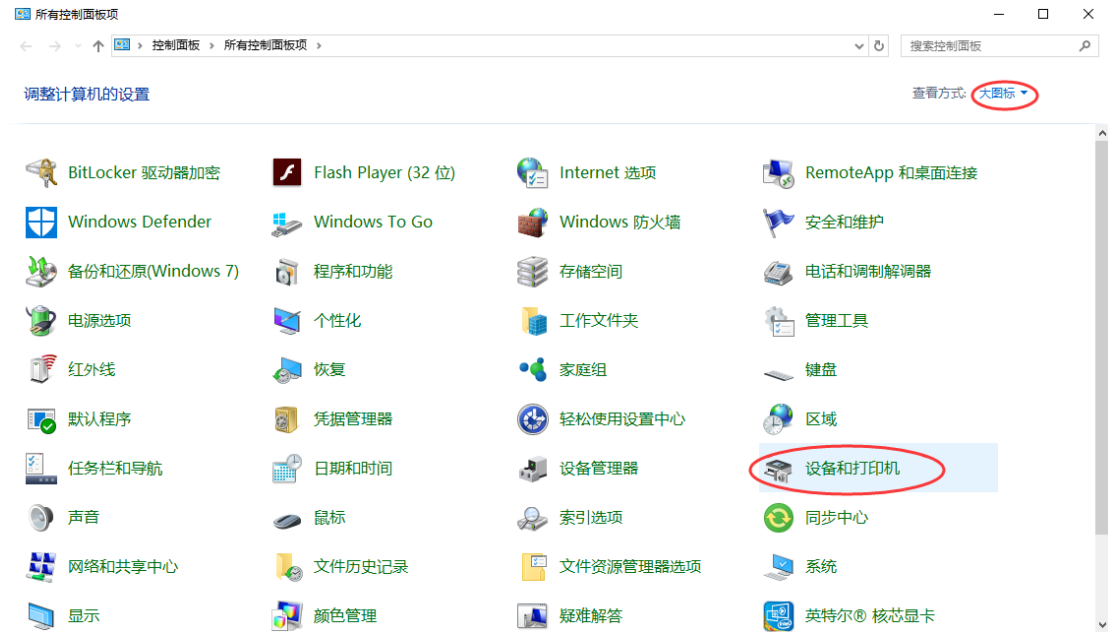 所有控制面板项
控制面板 所有控制面板项
搜索控制面板
调整计算机的设置
查看方式: 大图标
BitLocker 驱动器加密 Flash Player (32 位) Internet 选项 RemoteApp 和桌面连接
Windows Defender Windows To Go Windows 防火墙 安全和维护
备份和还原(Windows 7) 程序和功能 存储空间 电话和调制解调器
电源选项 个性化 工作文件夹 管理工具
红外线 恢复 家庭组 键盘
默认程序 凭据管理器 轻松使用设置中心 区域
任务栏和导航 日期和时间 设备管理器 设备和打印机
声音 鼠标 索引选项 同步中心
网络和共享中心 文件历史记录 文件资源管理器选项 系统
显示 颜色管理 疑难解答 英特尔® 核芯显卡